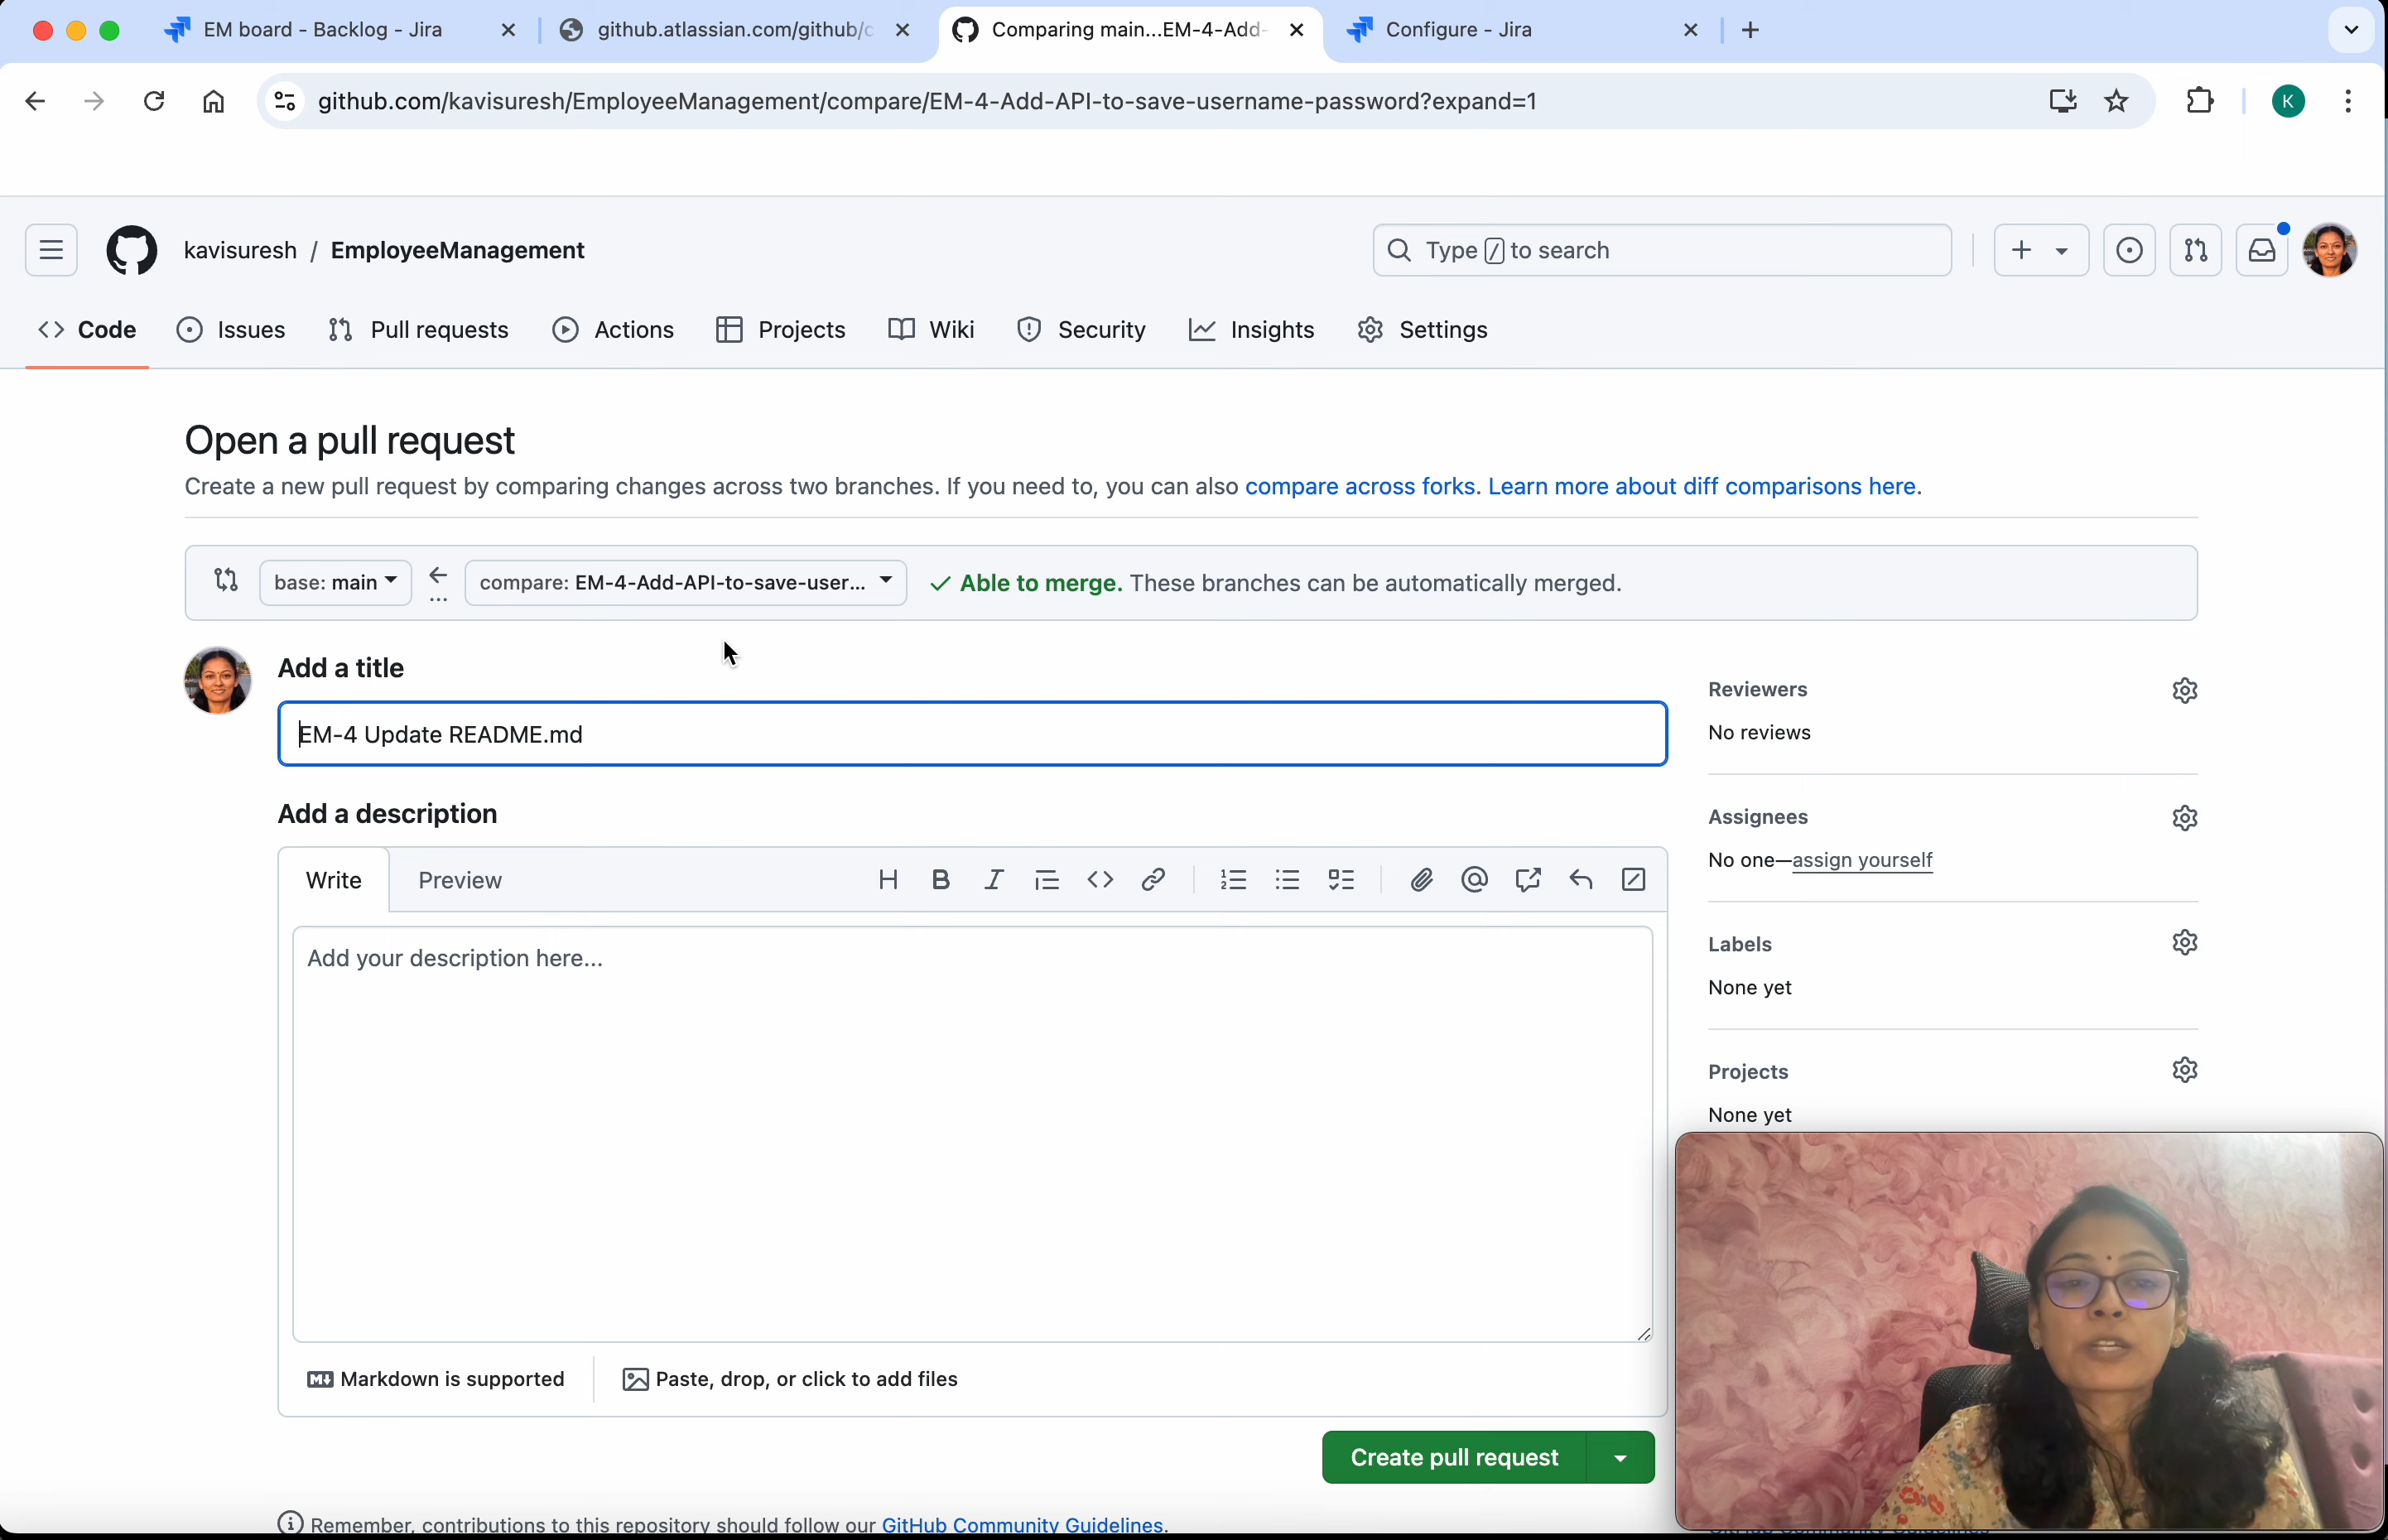 EM board - Backlog - Jira
github.atlassian.com/github/c
Comparing main...EM-4-Add-
Configure - Jira
github.com/kavisuresh/EmployeeManagement/compare/EM-4-Add-API-to-save-username-password?expand=1
K
kavisuresh / EmployeeManagement
Type / to search
Code
Issues
Pull requests
Actions
Projects
Wiki
Security
Insights
Settings
Open a pull request
Create a new pull request by comparing changes across two branches. If you need to, you can also compare across forks. Learn more about diff comparisons here.
base: main
compare: EM-4-Add-API-to-save-user...
Able to merge. These branches can be automatically merged.
Add a title
EM-4 Update README.md
Add a description
Write
Preview
Add your description here...
Markdown is supported
Paste, drop, or click to add files
Create pull request
Remember, contributions to this repository should follow our GitHub Community Guidelines.
Reviewers
No reviews
Assignees
No one—assign yourself
Labels
None yet
Projects
None yet